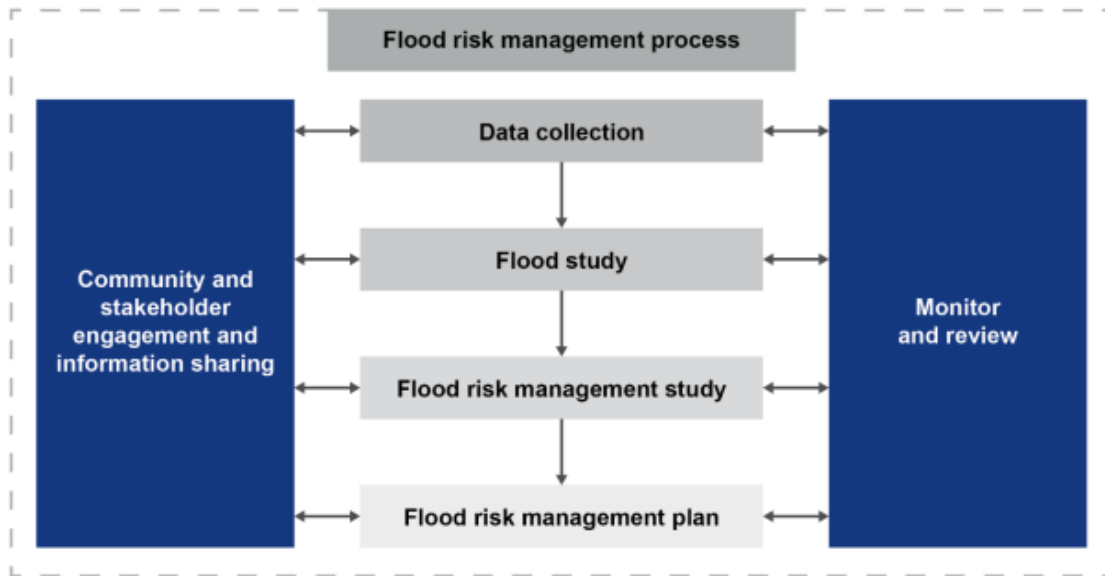 Flood risk management process
Data collection
Flood study
Flood risk management study
Flood risk management plan
Community and
stakeholder
engagement and
information sharing
Monitor
and review